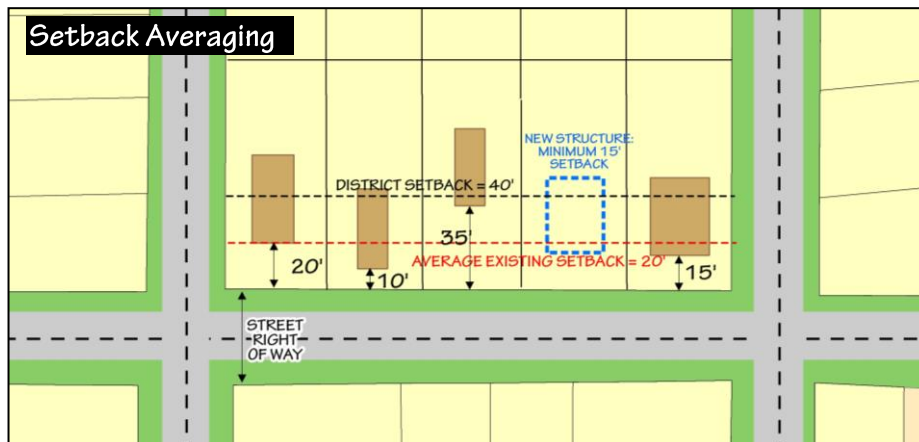 Setback Averaging
NEW STRUCTURE:
MINIMUM 15'
SETBACK
DISTRICT SETBACK = 40'
35'
20'
AVERAGE EXISTING SETBACK = 20'
10'
15'
STREET
RIGHT
OF WAY